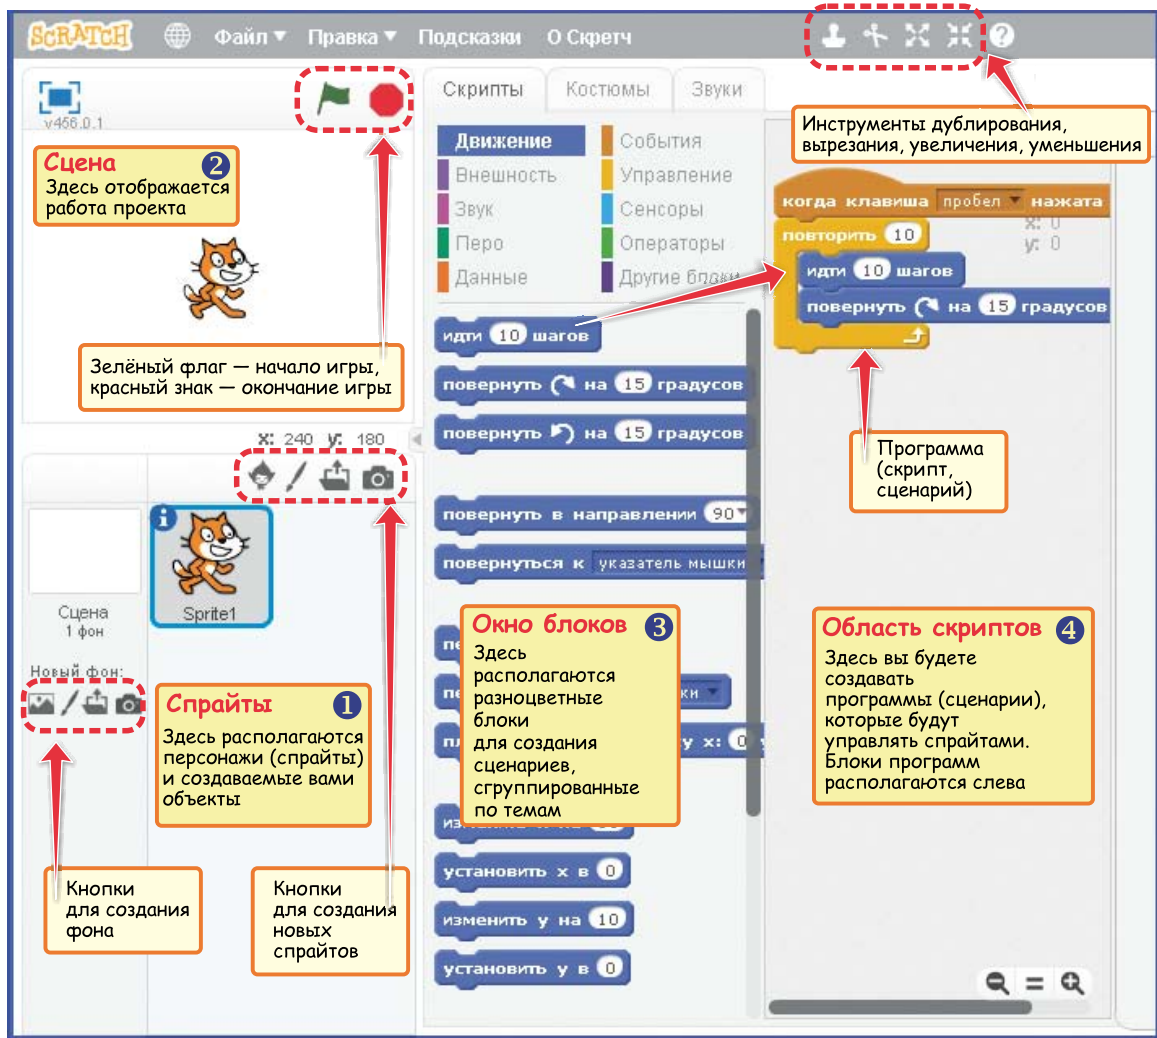 SCRATCH
Файл
Правка
Подсказки
О Скретч
?
v456.0.1
Сцена 2
Здесь отображается
работа проекта
Зелёный флаг — начало игры,
красный знак — окончание игры
x: 240 y: 180
Sprite1
Сцена
1 фон
Новый фон:
Спрайты 1
Здесь располагаются
персонажи (спрайты)
и создаваемые вами
объекты
Кнопки
для создания
фона
Кнопки
для создания
новых
спрайтов
Скрипты
Костюмы
Звуки
Движение
Внешность
Звук
Перо
Данные
События
Управление
Сенсоры
Операторы
Другие блоки
идти 10 шагов
повернуть на 15 градусов
повернуть на 15 градусов
повернуть в направлении 90
повернуться к указатель мышки
Окно блоков 3
Здесь
располагаются
разноцветные
блоки
для создания
сценариев,
сгруппированные
по темам
пе
пе ки
пл у x: 0
установить x в 0
изменить y на 10
установить y в 0
Инструменты дублирования,
вырезания, увеличения, уменьшения
когда клавиша пробел нажата
x: 0
y: 0
повторить 10
идти 10 шагов
повернуть на 15 градусов
Программа
(скрипт,
сценарий)
Область скриптов 4
Здесь вы будете
создавать
программы (сценарии),
которые будут
управлять спрайтами.
Блоки программ
располагаются слева